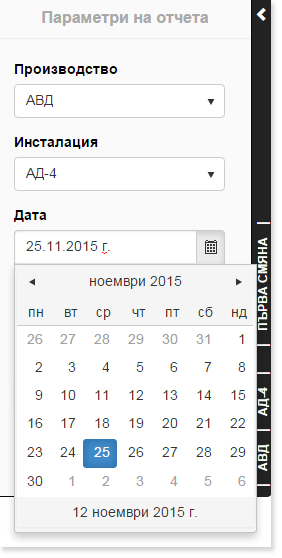 Параметри на отчета
Производство
АВД
Инсталация
АД-4
Дата
25.11.2015 г.
ноември 2015
пн вт ср чт пт сб нд
26 27 28 29 30 31 1
2 3 4 5 6 7 8
9 10 11 12 13 14 15
16 17 18 19 20 21 22
23 24 25 26 27 28 29
30 1 2 3 4 5 6
12 ноември 2015 г.
| АВД | АД-4 | | ПЪРВА СМЯНА |